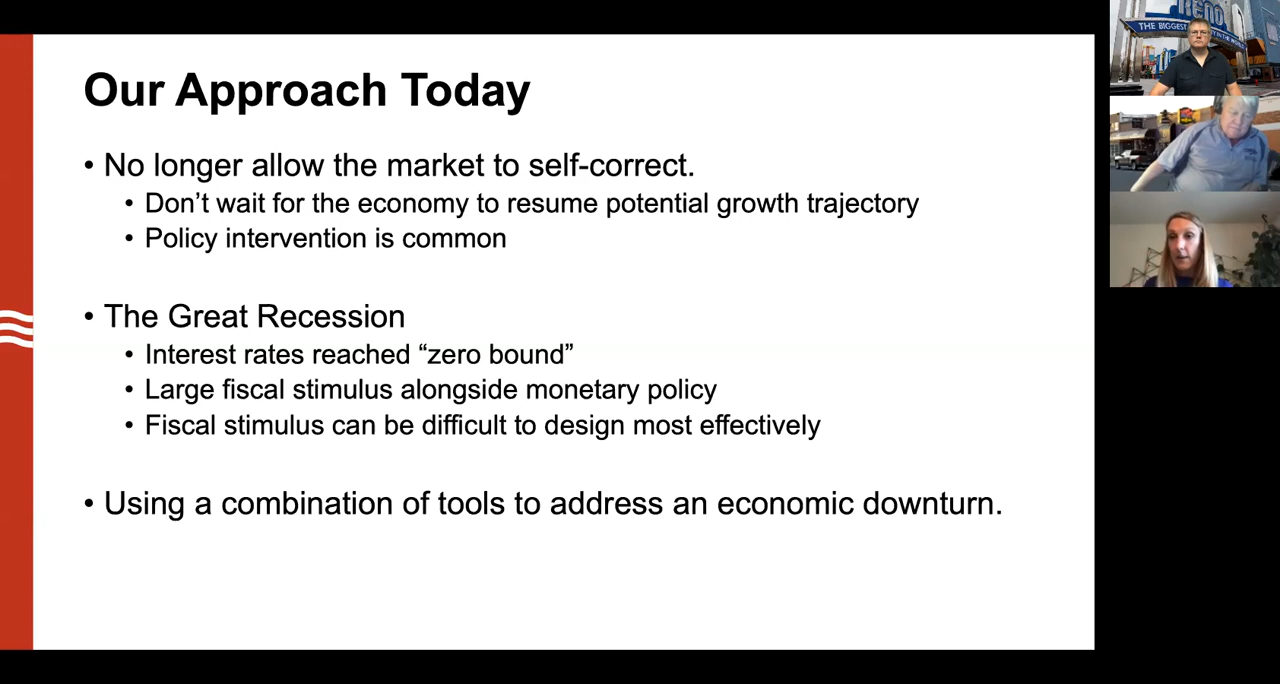 Our Approach Today
• No longer allow the market to self-correct.
• Don’t wait for the economy to resume potential growth trajectory
• Policy intervention is common
• The Great Recession
• Interest rates reached “zero bound”
• Large fiscal stimulus alongside monetary policy
• Fiscal stimulus can be difficult to design most effectively
• Using a combination of tools to address an economic downturn.
RENO
THE BIGGEST